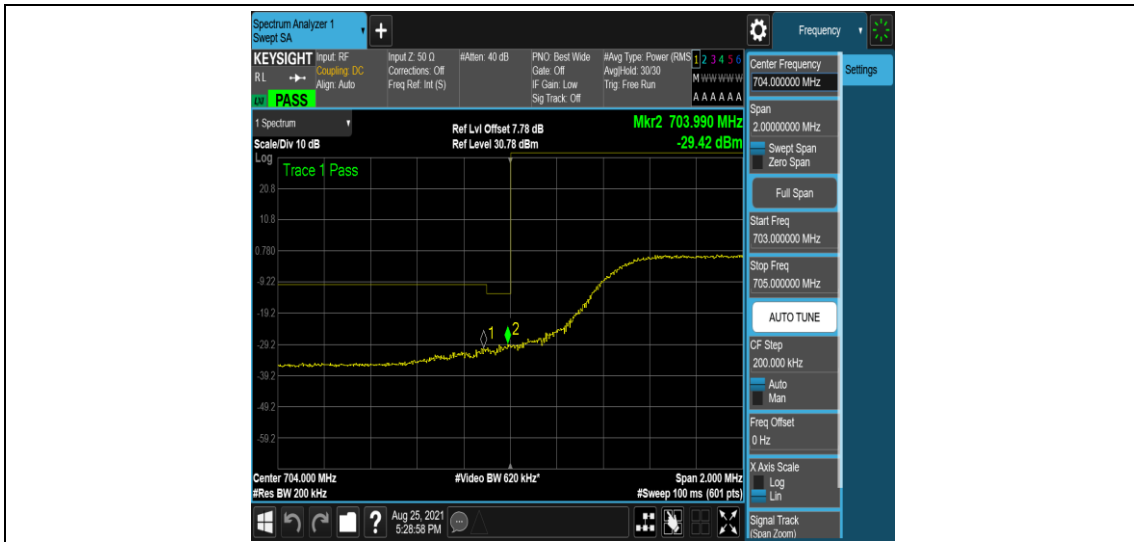 Spectrum Analyzer 1
Swept SA
+
Frequency
KEYSIGHT
RL
PASS
Input: RF
Coupling: DC
Align: Auto
Input Z: 50 Ω
Corrections: Off
Freq Ref: Int (S)
#Atten: 40 dB
PNO: Best Wide
Gate: Off
IF Gain: Low
Sig Track: Off
#Avg Type: Power (RMS
Avg|Hold: 30/30
Trig: Free Run
1 2 3 4 5 6
M W W W W W
A A A A A A
1 Spectrum
Scale/Div 10 dB
Ref Lvl Offset 7.78 dB
Ref Level 30.78 dBm
Mkr2 703.990 MHz
-29.42 dBm
Log
Trace 1 Pass
20.8
10.8
0.780
-9.22
-19.2
-29.2
-39.2
-49.2
-59.2
1
2
Center 704.000 MHz
#Res BW 200 kHz
#Video BW 620 kHz*
Span 2.000 MHz
#Sweep 100 ms (601 pts)
?
Aug 25, 2021
5:28:58 PM
Center Frequency
704.000000 MHz
Span
2.00000000 MHz
Swept Span
Zero Span
Full Span
Start Freq
703.000000 MHz
Stop Freq
705.000000 MHz
AUTO TUNE
CF Step
200.000 kHz
Auto
Man
Freq Offset
0 Hz
X Axis Scale
Log
Lin
Signal Track
(Span Zoom)
Settings